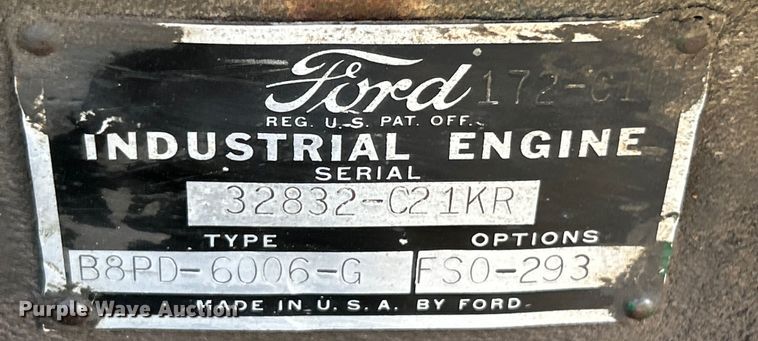 Ford 172-CI
REG. U.S. PAT. OFF.
INDUSTRIAL ENGINE
SERIAL
32832-C21KR
TYPE OPTIONS
B8PD-6006-G FSO-293
MADE IN U.S.A. BY FORD
Purple Wave Auction